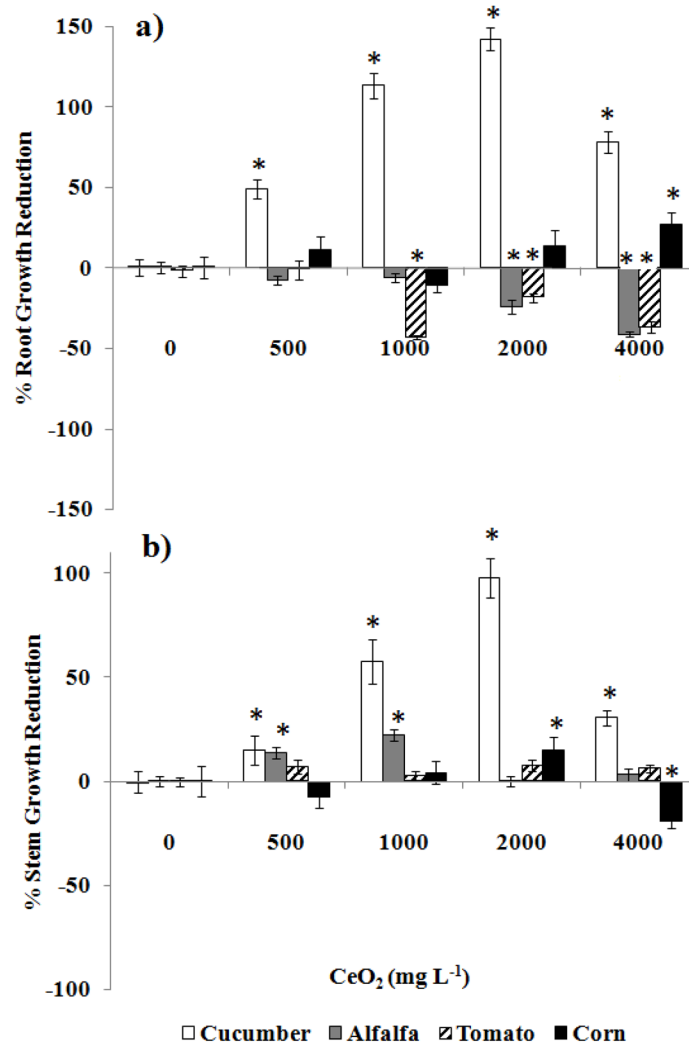 a)
150
100
50
0
-50
-100
-150
% Root Growth Reduction
* * * * * * * * * *
0 500 1000 2000 4000
b)
100
50
0
-50
-100
% Stem Growth Reduction
* * * * * * * *
0 500 1000 2000 4000
CeO₂ (mg L⁻¹)
Cucumber Alfalfa Tomato Corn